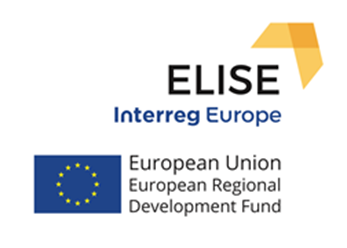 ELISE
Interreg Europe
European Union
European Regional
Development Fund